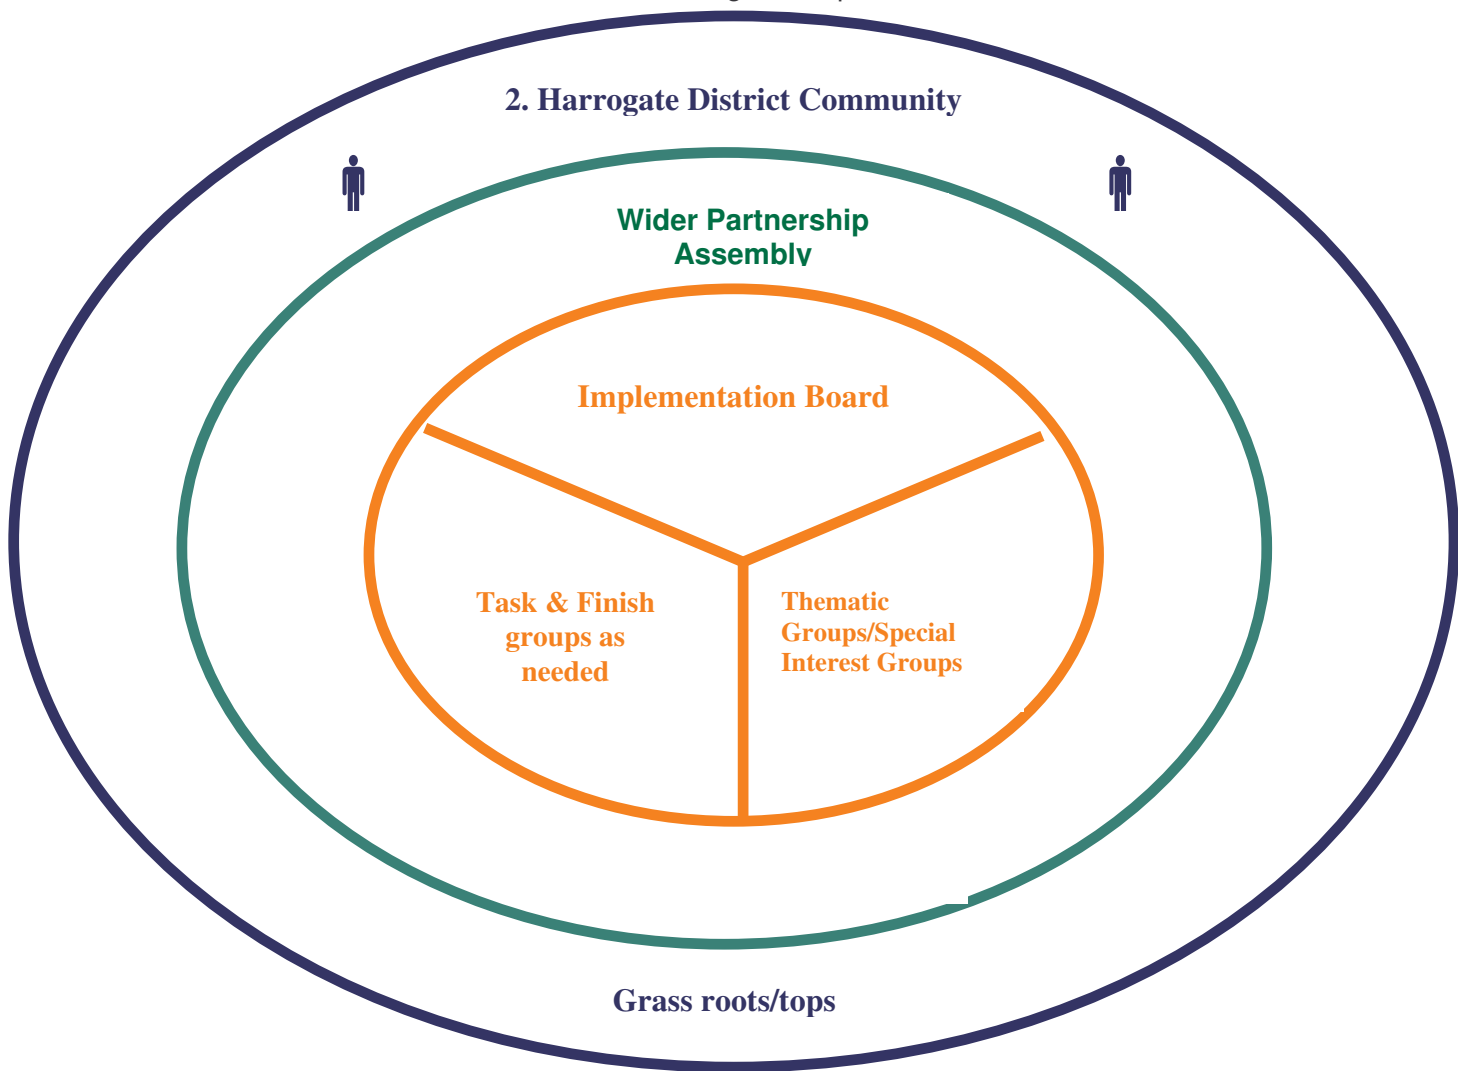 2. Harrogate District Community
Wider Partnership
Assembly
Implementation Board
Task & Finish
groups as
needed
Thematic
Groups/Special
Interest Groups
Grass roots/tops